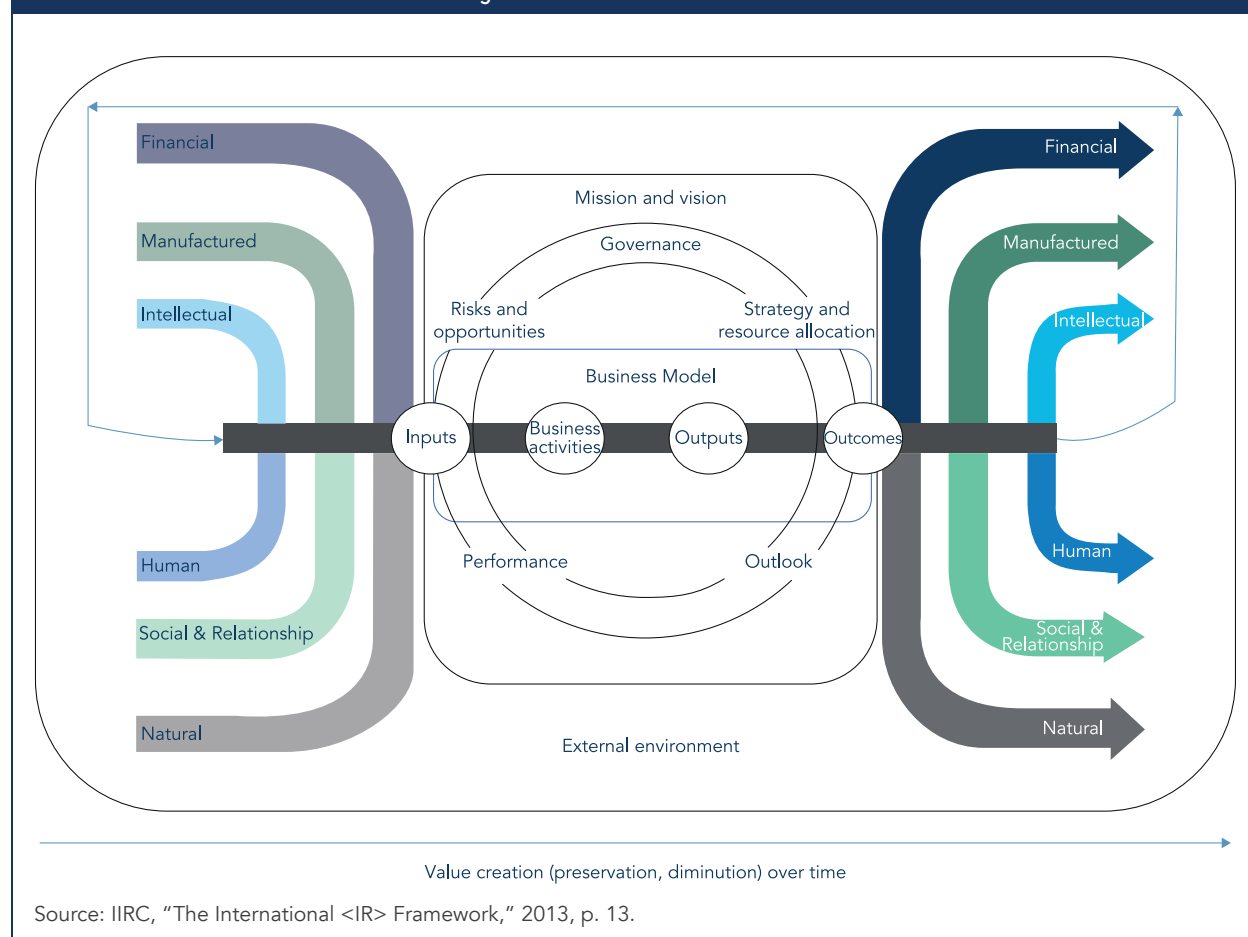 Financial
Manufactured
Intellectual
Human
Social & Relationship
Natural
Mission and vision
Governance
Risks and
opportunities
Strategy and
resource allocation
Business Model
Inputs
Business
activities
Outputs
Outcomes
Performance
Outlook
External environment
Financial
Manufactured
Intellectual
Human
Social &
Relationship
Natural
Value creation (preservation, diminution) over time
Source: IIRC, “The International <IR> Framework,” 2013, p. 13.